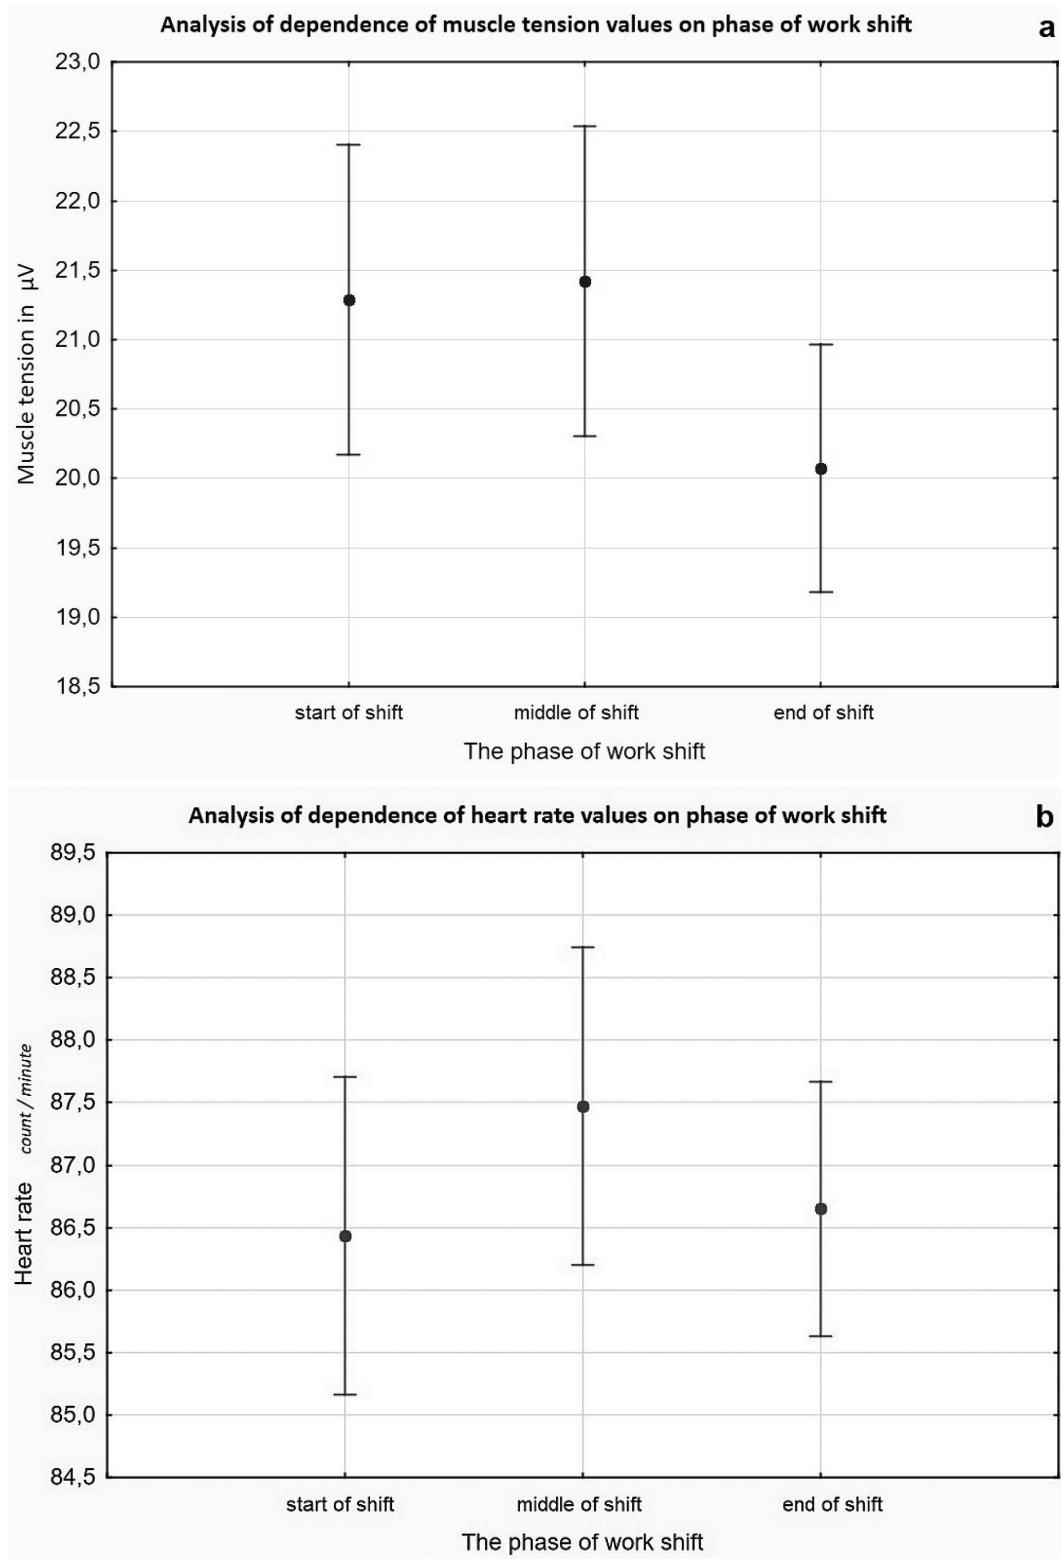 Analysis of dependence of muscle tension values on phase of work shift
a
23,0
22,5
22,0
21,5
21,0
20,5
20,0
19,5
19,0
18,5
Muscle tension in μV
start of shift middle of shift end of shift
The phase of work shift
Analysis of dependence of heart rate values on phase of work shift
b
89,5
89,0
88,5
88,0
87,5
87,0
86,5
86,0
85,5
85,0
84,5
Heart rate count / minute
start of shift middle of shift end of shift
The phase of work shift